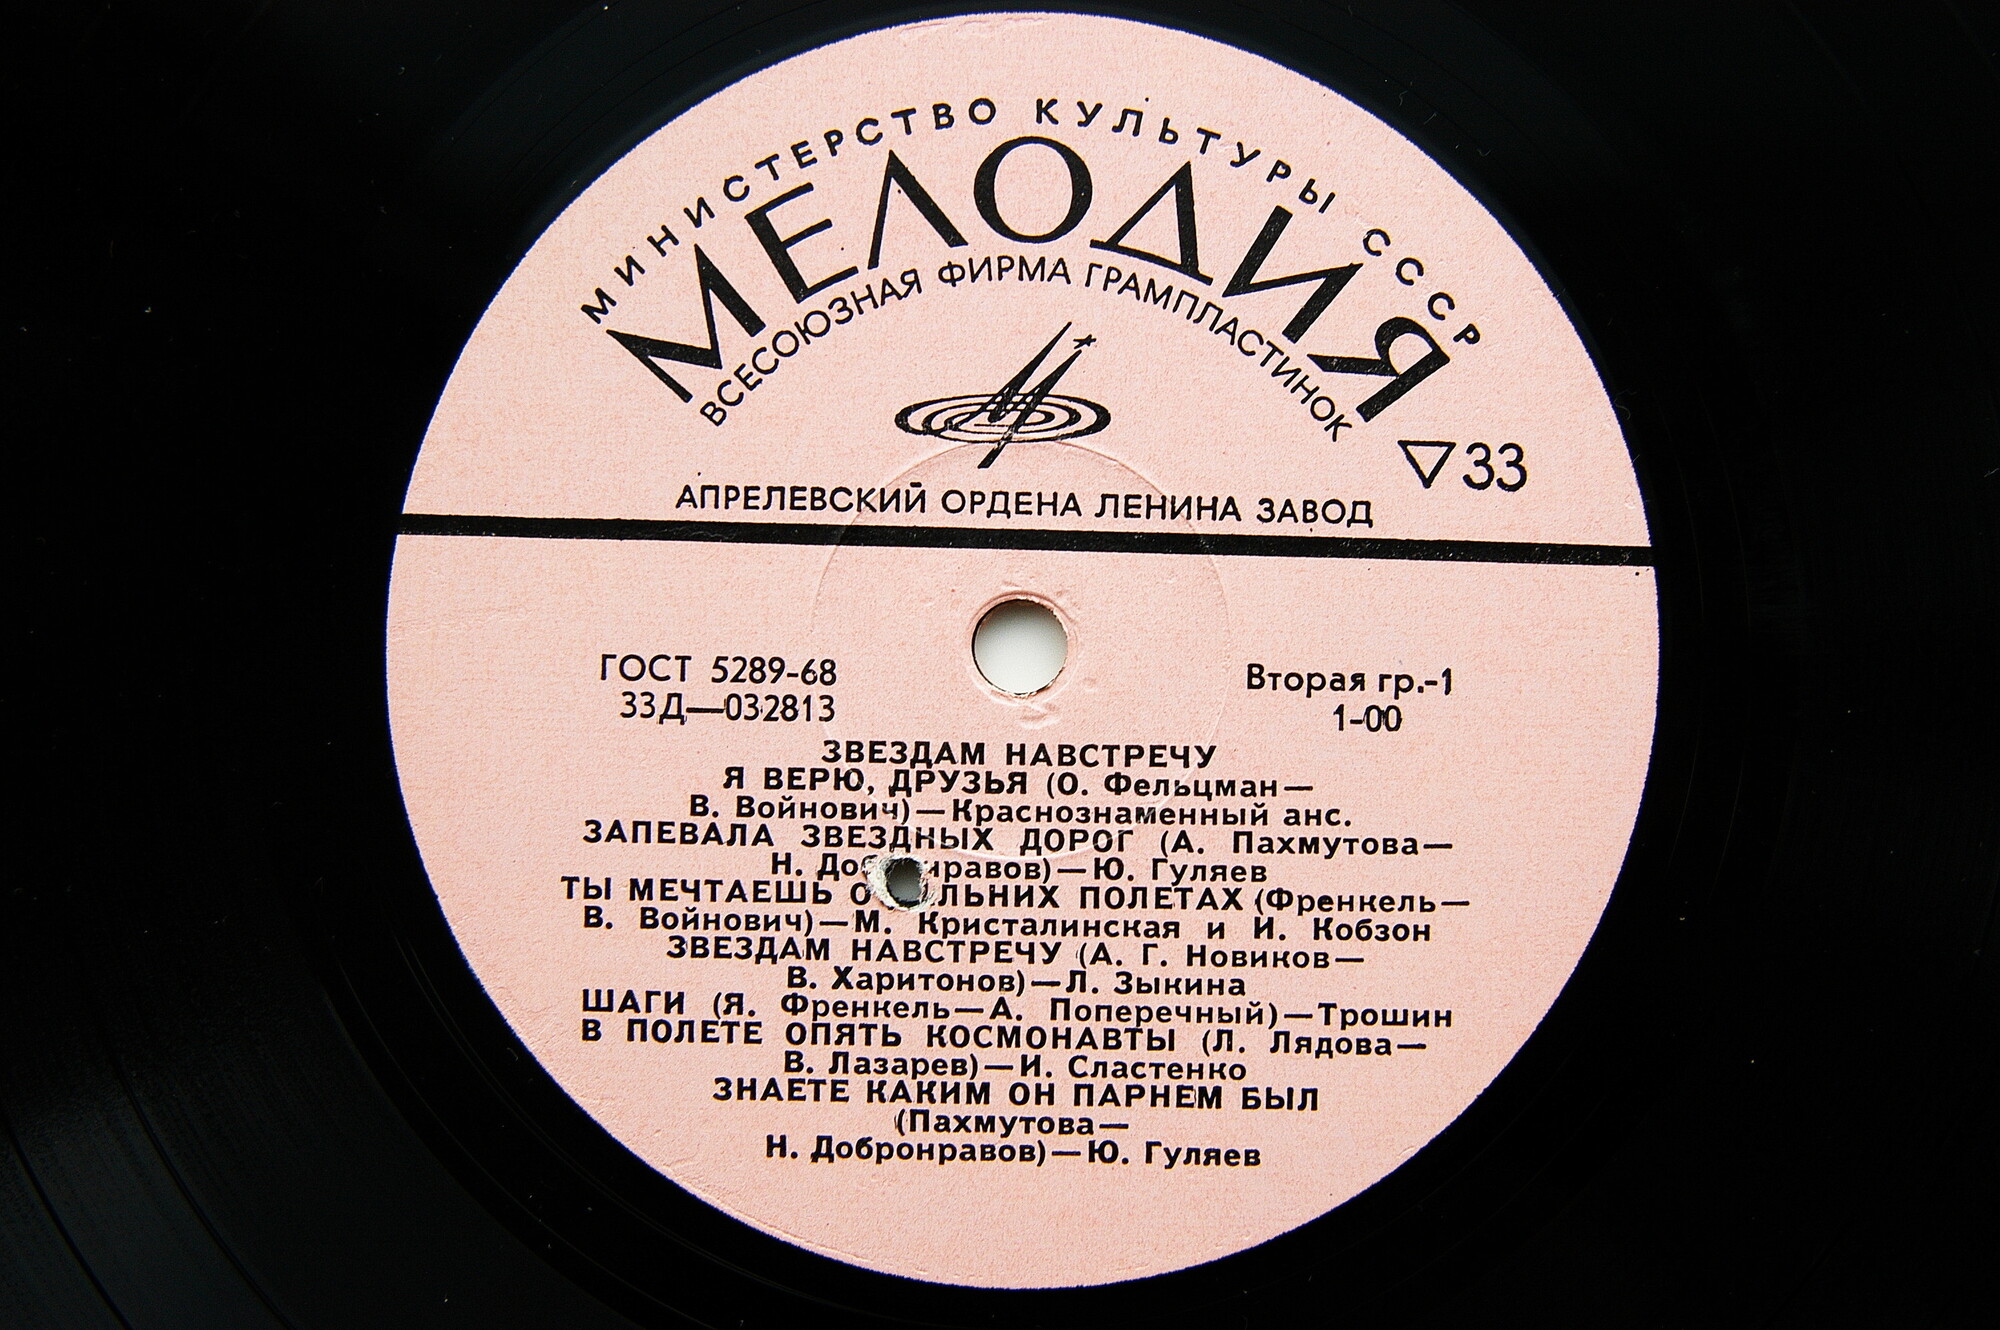 МИНИСТЕРСТВО КУЛЬТУРЫ СССР
МЕЛОДИЯ
ВСЕСОЮЗНАЯ ФИРМА ГРАМПЛАСТИНОК
33
АПРЕЛЕВСКИЙ ОРДЕНА ЛЕНИНА ЗАВОД
ГОСТ 5289-68
33Д—032813
Вторая гр.-1
1-00
ЗВЕЗДАМ НАВСТРЕЧУ
Я ВЕРЮ, ДРУЗЬЯ (О. Фельцман—
В. Войнович)—Краснознаменный анс.
ЗАПЕВАЛА ЗВЕЗДНЫХ ДОРОГ (А. Пахмутова—
Н. —Ю. Гуляев
ТЫ МЕЧТАЕШЬ О ПОЛЕТАХ (Френкель—
В. Войнович)—М. Кристалинская и И. Кобзон
ЗВЕЗДАМ НАВСТРЕЧУ (А. Г. Новиков—
В. Харитонов)—Л. Зыкина
ШАГИ (Я. Френкель—А. Поперечный)—Трошин
В ПОЛЕТЕ ОПЯТЬ КОСМОНАВТЫ (Л. Лядова—
В. Лазарев)—И. Сластенко
ЗНАЕТЕ КАКИМ ОН ПАРНЕМ БЫЛ
(Пахмутова—
Н. Добронравов)—Ю. Гуляев